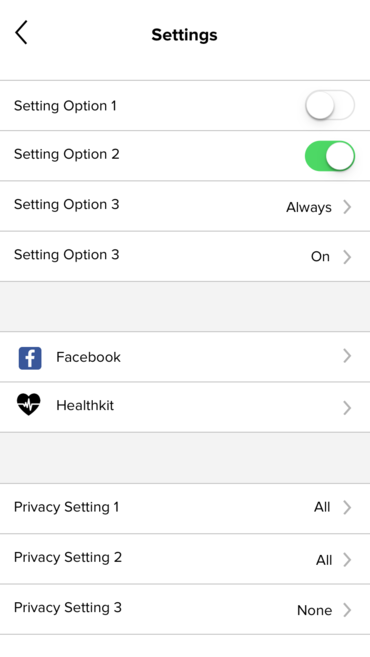 Settings
Setting Option 1
Setting Option 2
Setting Option 3 Always
Setting Option 3 On
Facebook
Healthkit
Privacy Setting 1 All
Privacy Setting 2 All
Privacy Setting 3 None